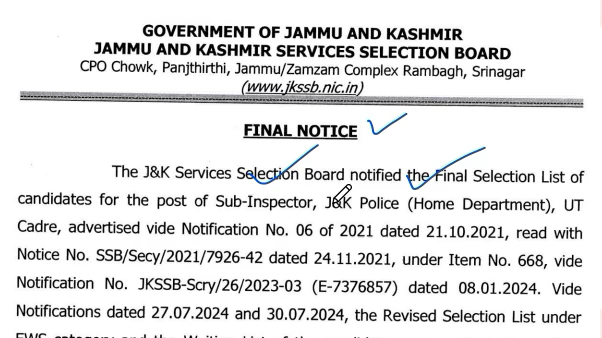 GOVERNMENT OF JAMMU AND KASHMIR
JAMMU AND KASHMIR SERVICES SELECTION BOARD
CPO Chowk, Panjthirthi, Jammu/Zamzam Complex Rambagh, Srinagar
(www.jkssb.nic.in)
FINAL NOTICE
The J&K Services Selection Board notified the Final Selection List of
candidates for the post of Sub-Inspector, J&K Police (Home Department), UT
Cadre, advertised vide Notification No. 06 of 2021 dated 21.10.2021, read with
Notice No. SSB/Secy/2021/7926-42 dated 24.11.2021, under Item No. 668, vide
Notification No. JKSSB-Scry/26/2023-03 (E-7376857) dated 08.01.2024. Vide
Notifications dated 27.07.2024 and 30.07.2024, the Revised Selection List under